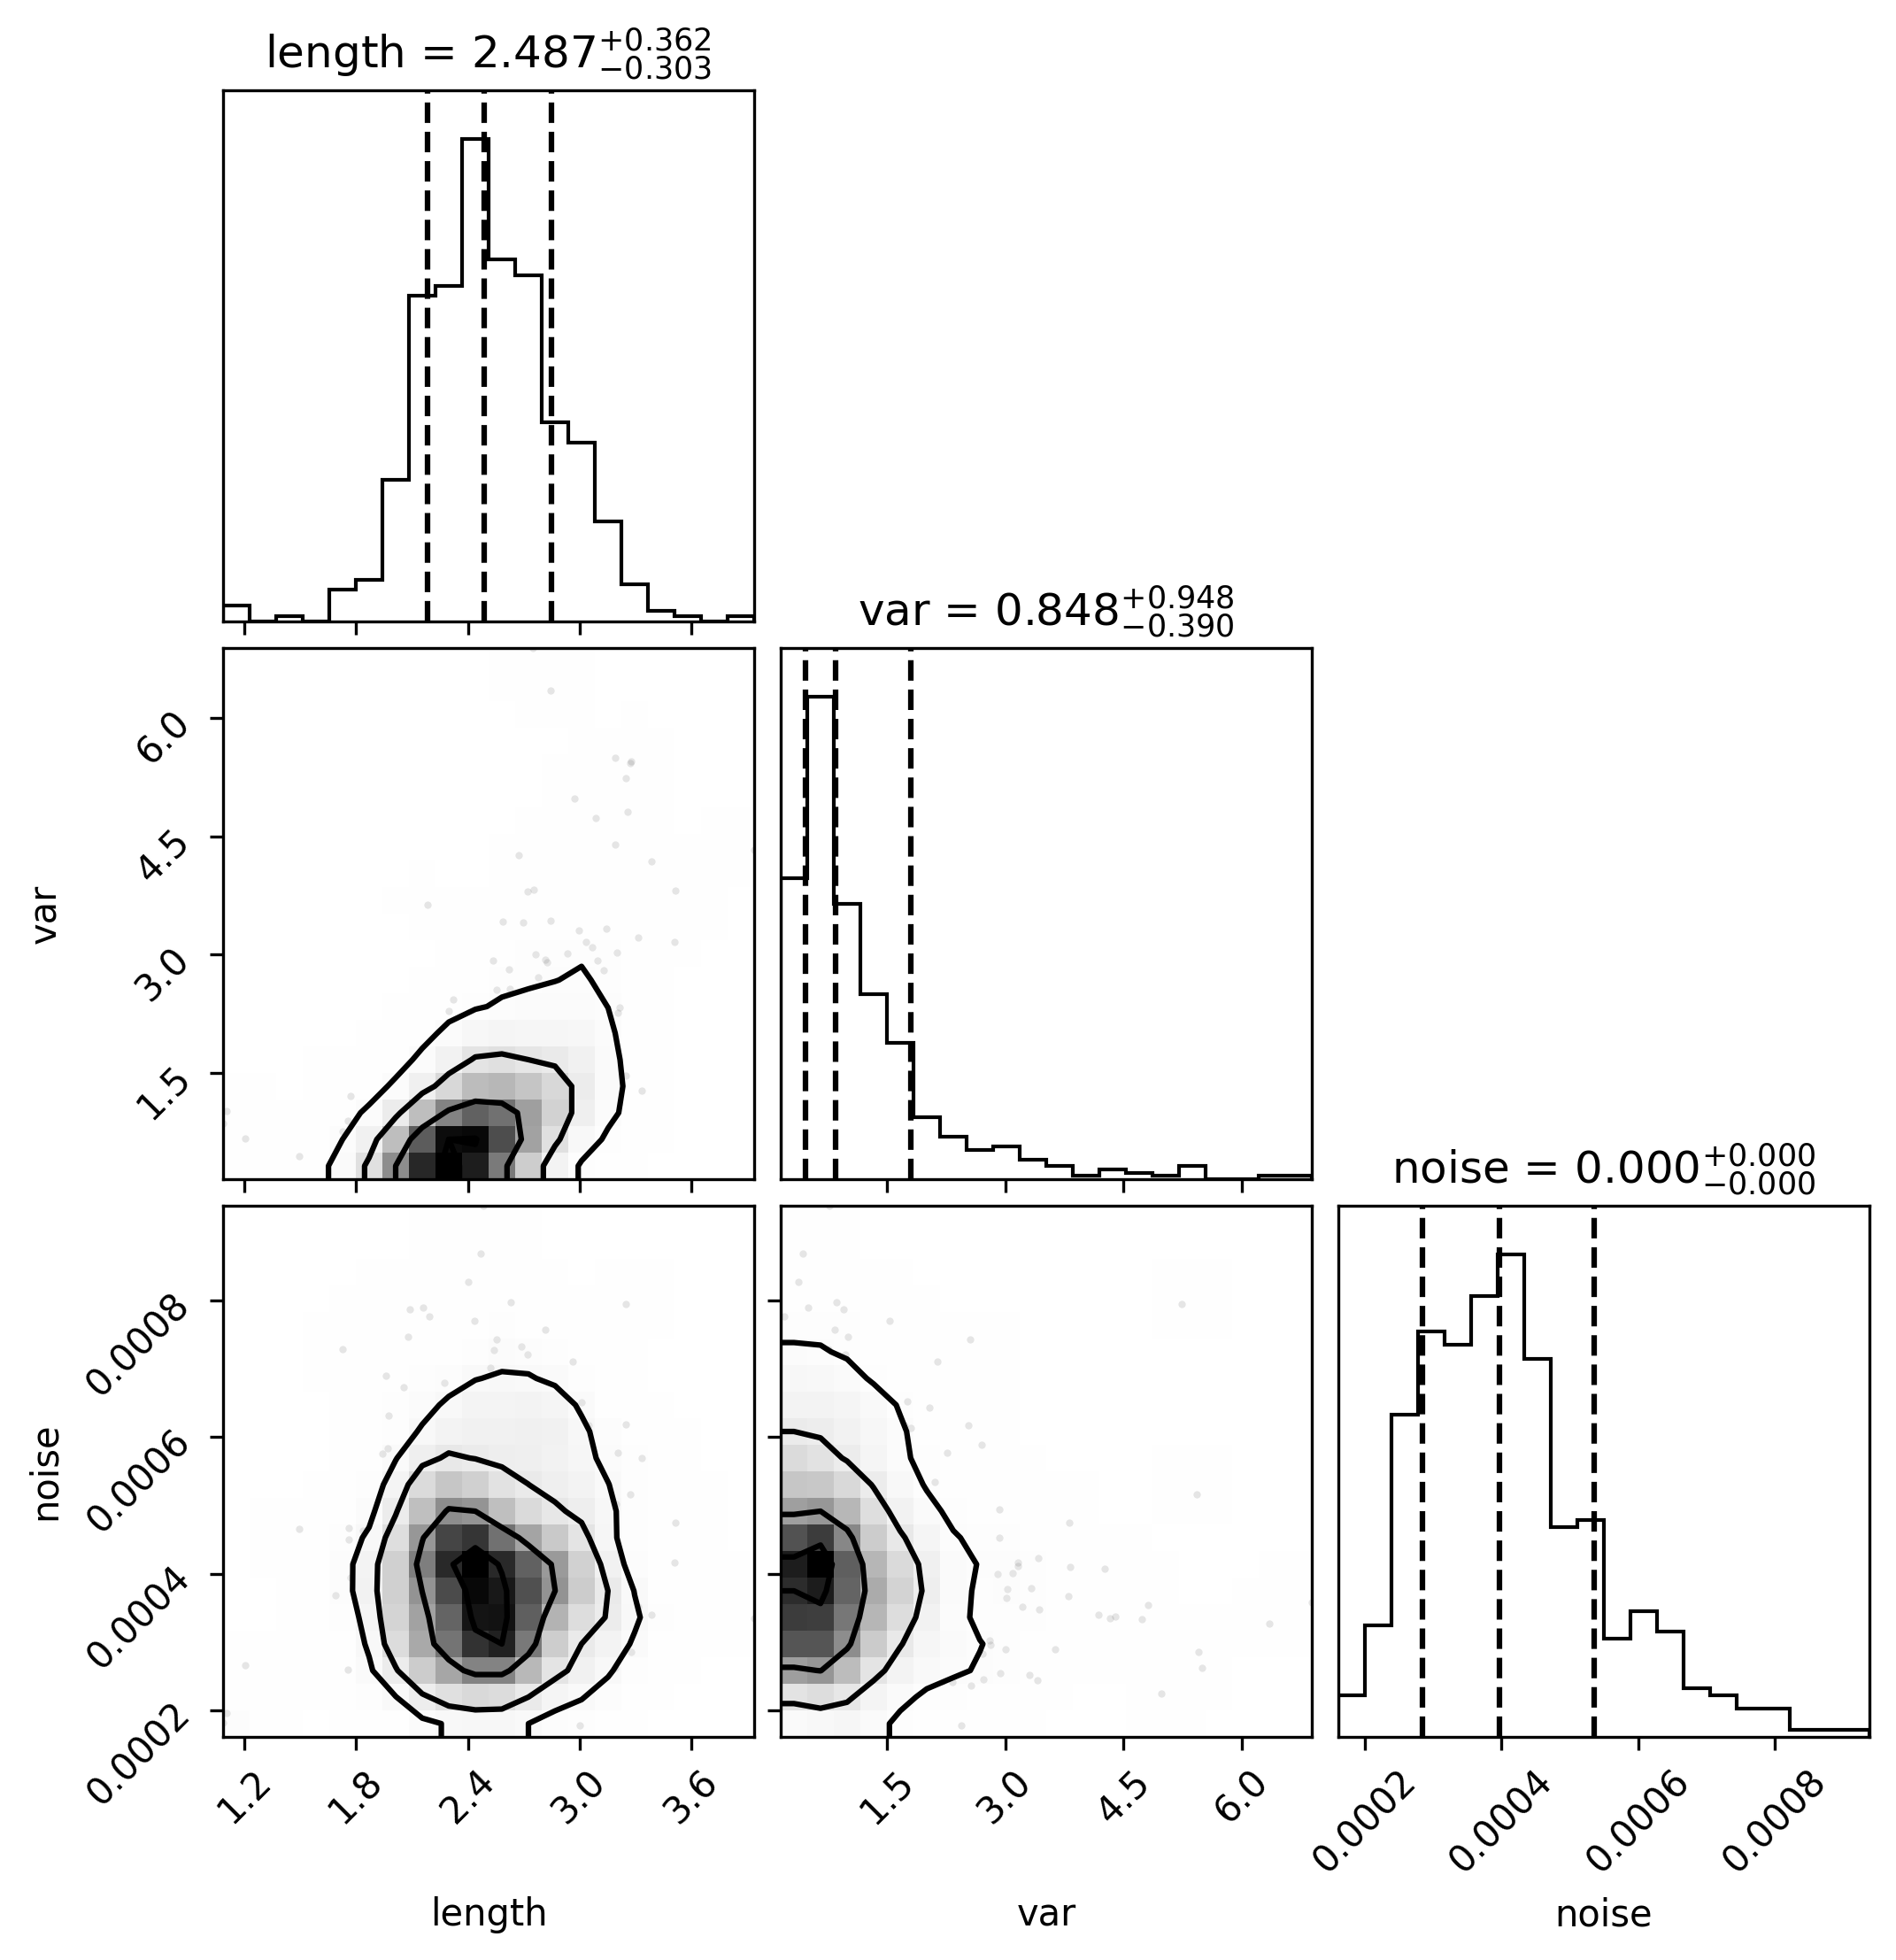 length = 2.487 +0.362 −0.303
var = 0.848 +0.948 −0.390
6.0
4.5
3.0
1.5
var
noise = 0.000 +0.000 −0.000
0.0008
0.0006
0.0004
0.0002
noise
1.2 1.8 2.4 3.0 3.6 1.5 3.0 4.5 6.0 0.0002 0.0004 0.0006 0.0008
length var noise